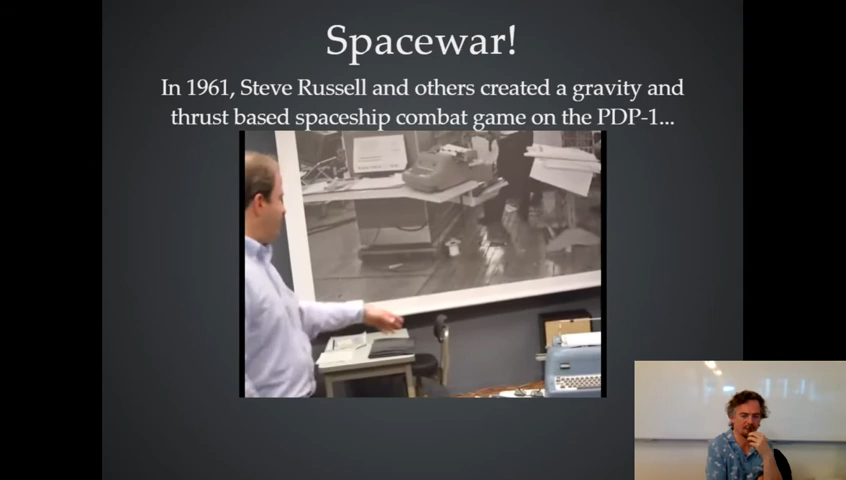 Spacewar!
In 1961, Steve Russell and others created a gravity and
thrust based spaceship combat game on the PDP-1...